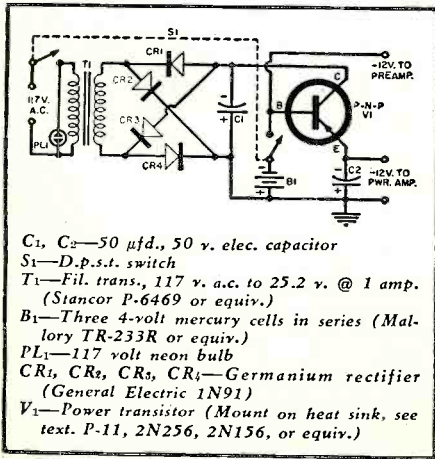 S1
CR1
-12V. TO
PREAMP.
T1
CR2
C
117V.
A.C.
P-N-P
V1
B
CR3
C1
PL1
E
CR4
B1
C2
-12V. TO
PWR. AMP.
C1, C2—50 µfd., 50 v. elec. capacitor
S1—D.p.s.t. switch
T1—Fil. trans., 117 v. a.c. to 25.2 v. @ 1 amp.
(Stancor P-6469 or equiv.)
B1—Three 4-volt mercury cells in series (Mal-
lory TR-233R or equiv.)
PL1—117 volt neon bulb
CR1, CR2, CR3, CR4—Germanium rectifier
(General Electric 1N91)
V1—Power transistor (Mount on heat sink, see
text. P-11, 2N256, 2N156, or equiv.)